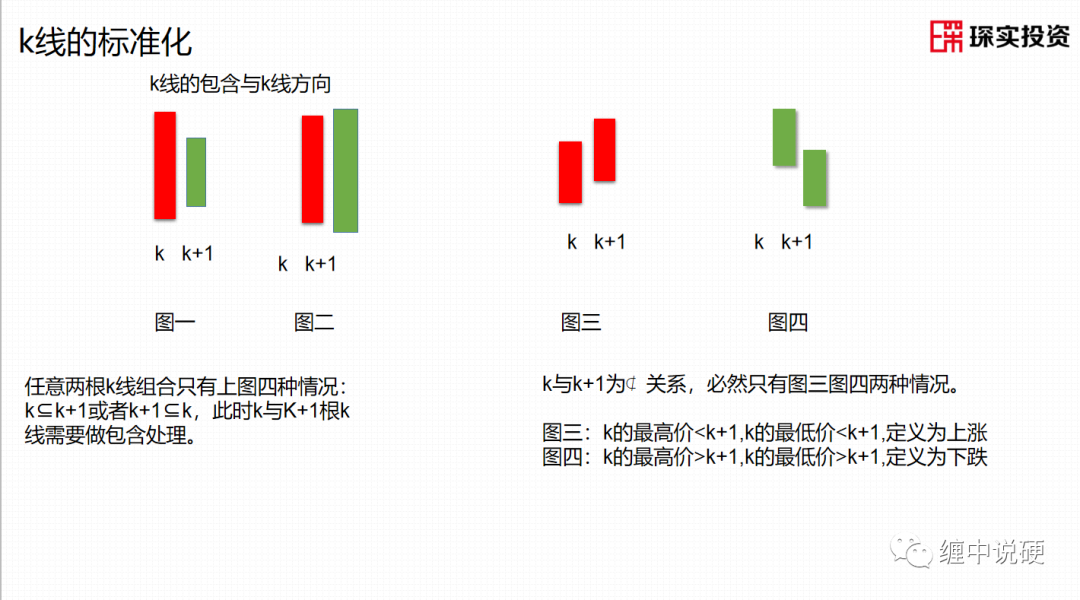 k线的标准化
琛实投资
k线的包含与k线方向
k k+1
k k+1
k k+1
k k+1
图一
图二
图三
图四
任意两根k线组合只有上图四种情况：
k⊆k+1或者k+1⊆k，此时k与K+1根k
线需要做包含处理。
k与k+1为⊄ 关系，必然只有图三图四两种情况。
图三：k的最高价<k+1,k的最低价<k+1,定义为上涨
图四：k的最高价>k+1,k的最低价>k+1,定义为下跌
缠中说硬